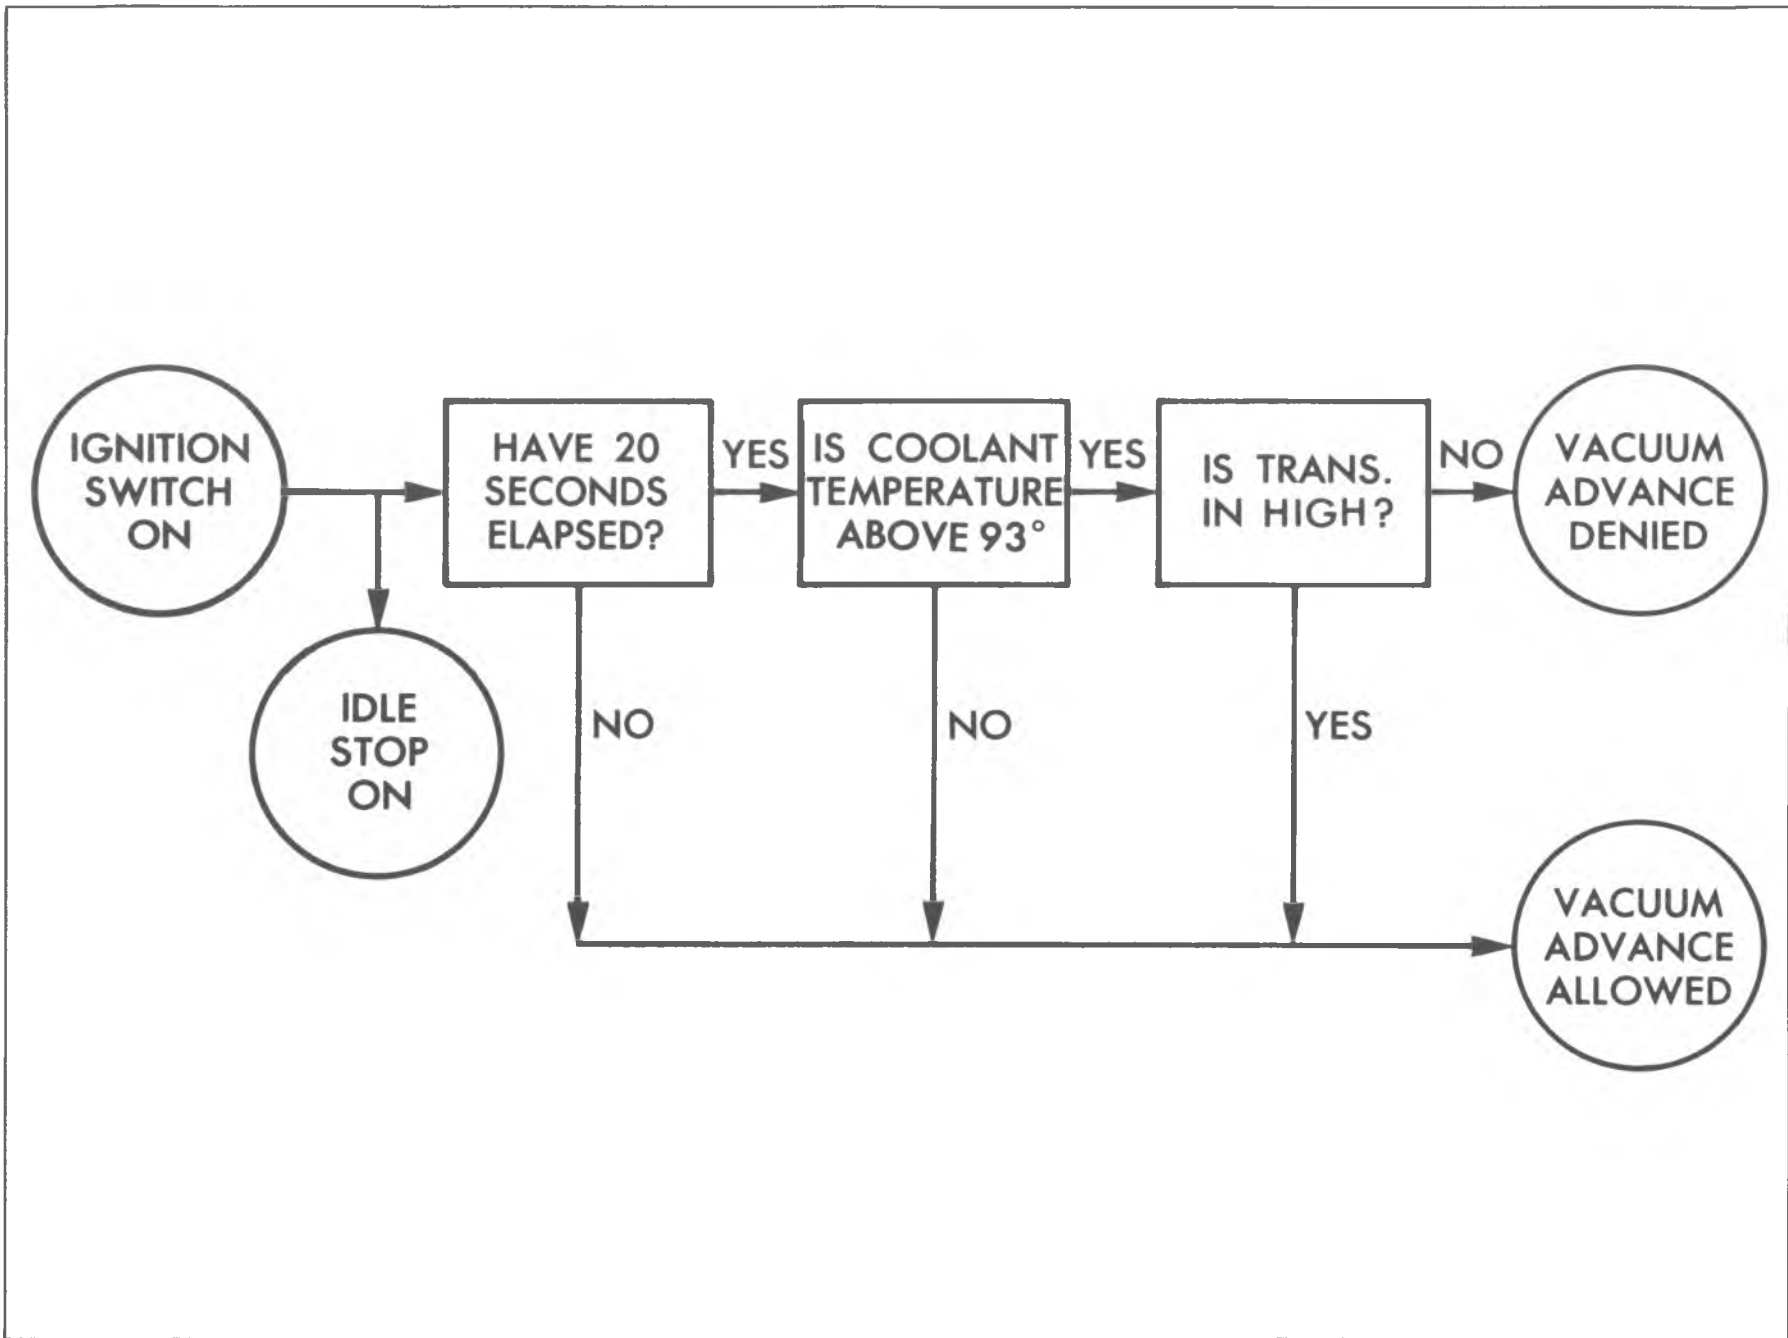 IGNITION
SWITCH
ON
IDLE
STOP
ON
HAVE 20
SECONDS
ELAPSED?
YES
NO
IS COOLANT
TEMPERATURE
ABOVE 93°
YES
NO
IS TRANS.
IN HIGH?
NO
YES
VACUUM
ADVANCE
DENIED
VACUUM
ADVANCE
ALLOWED